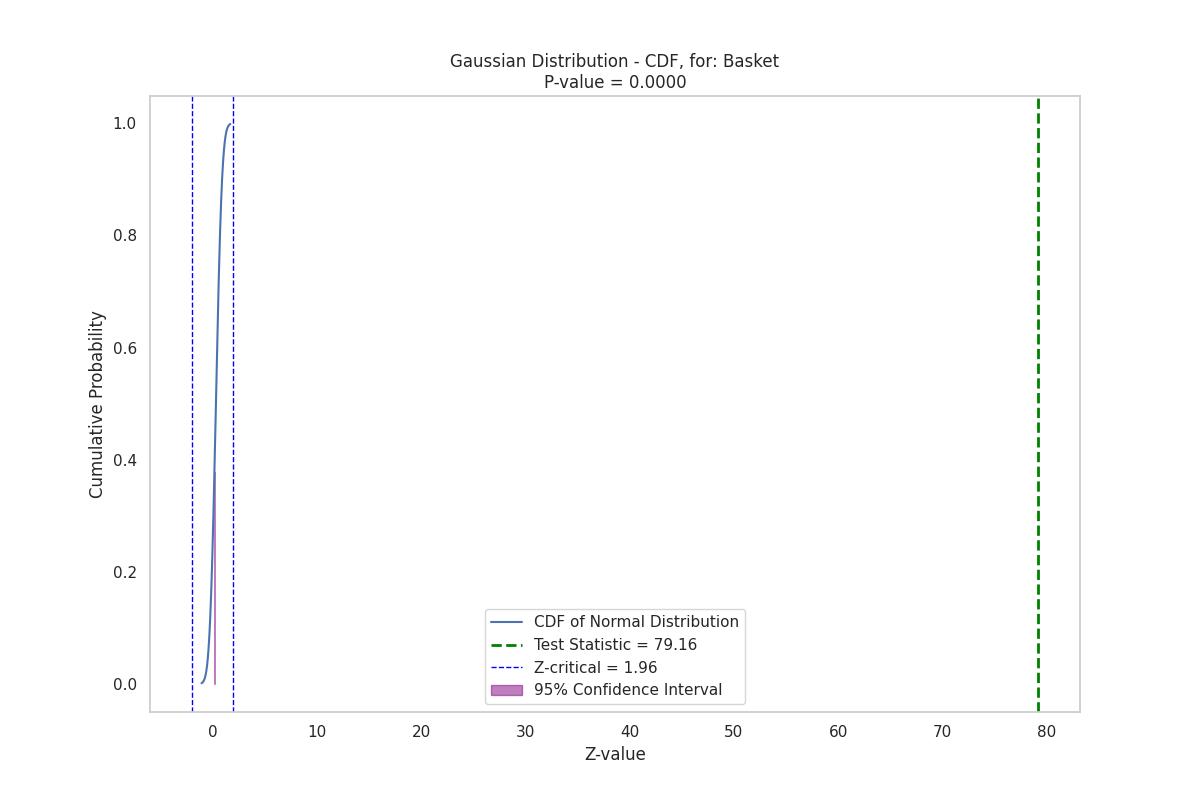 Gaussian Distribution - CDF, for: Basket
P-value = 0.0000
Cumulative Probability
1.0
0.8
0.6
0.4
0.2
0.0
CDF of Normal Distribution
Test Statistic = 79.16
Z-critical = 1.96
95% Confidence Interval
0 10 20 30 40 50 60 70 80
Z-value